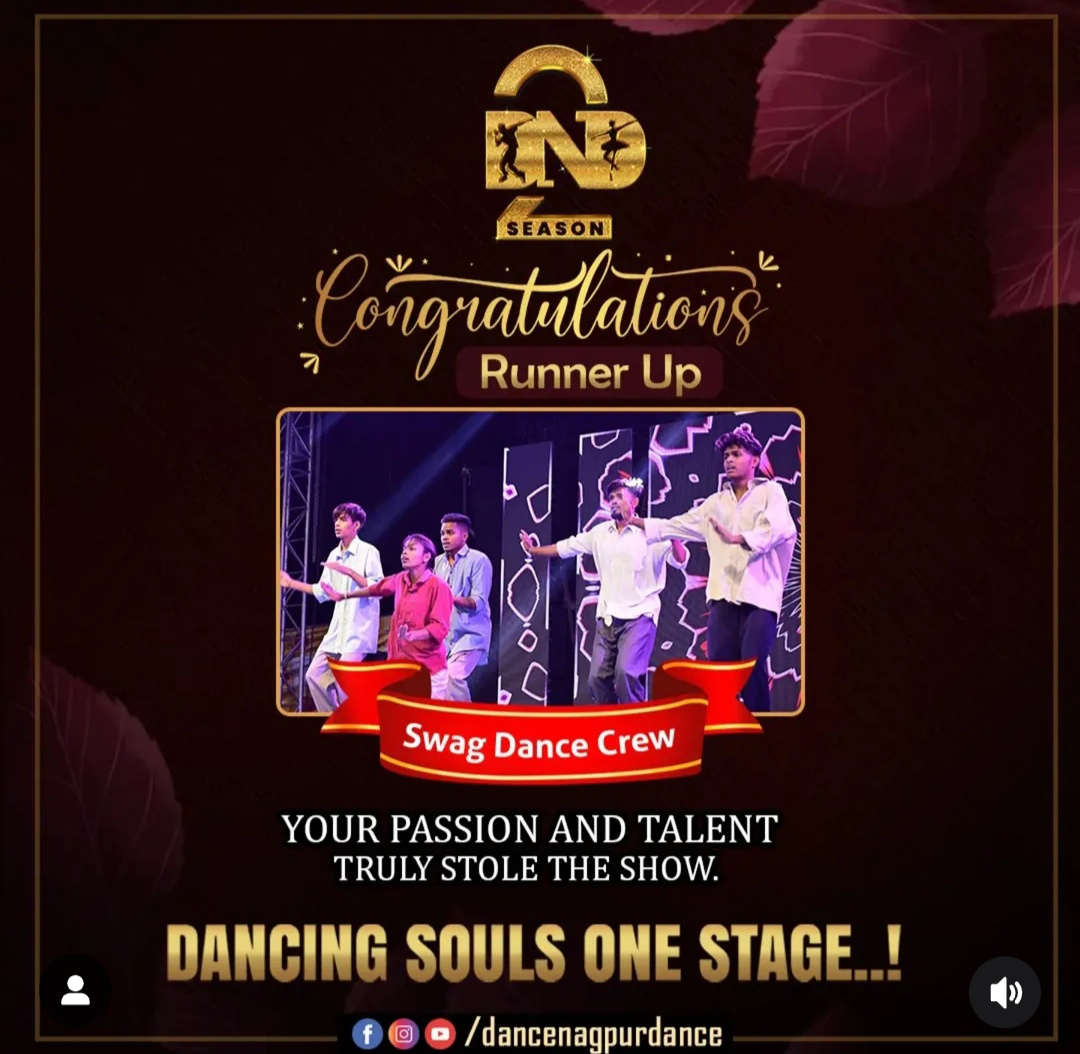 2
DND
SEASON
Congratulations
Runner Up
Swag Dance Crew
YOUR PASSION AND TALENT
TRULY STOLE THE SHOW.
DANCING SOULS ONE STAGE..!
/dancenagpurdance